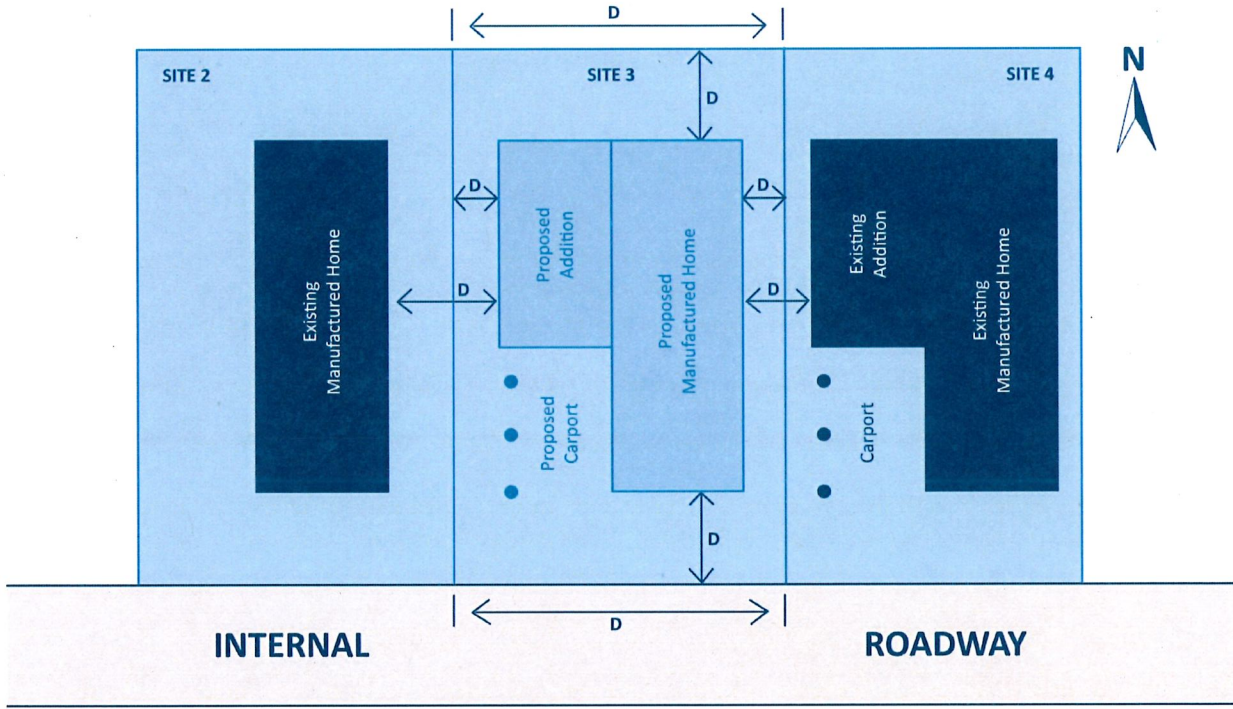 D
SITE 2
SITE 3
SITE 4
N
D
D
D
Existing
Manufactured Home
D
Proposed
Addition
Proposed
Manufactured Home
D
Existing
Addition
Existing
Manufactured Home
Proposed
Carport
Carport
D
D
INTERNAL
ROADWAY